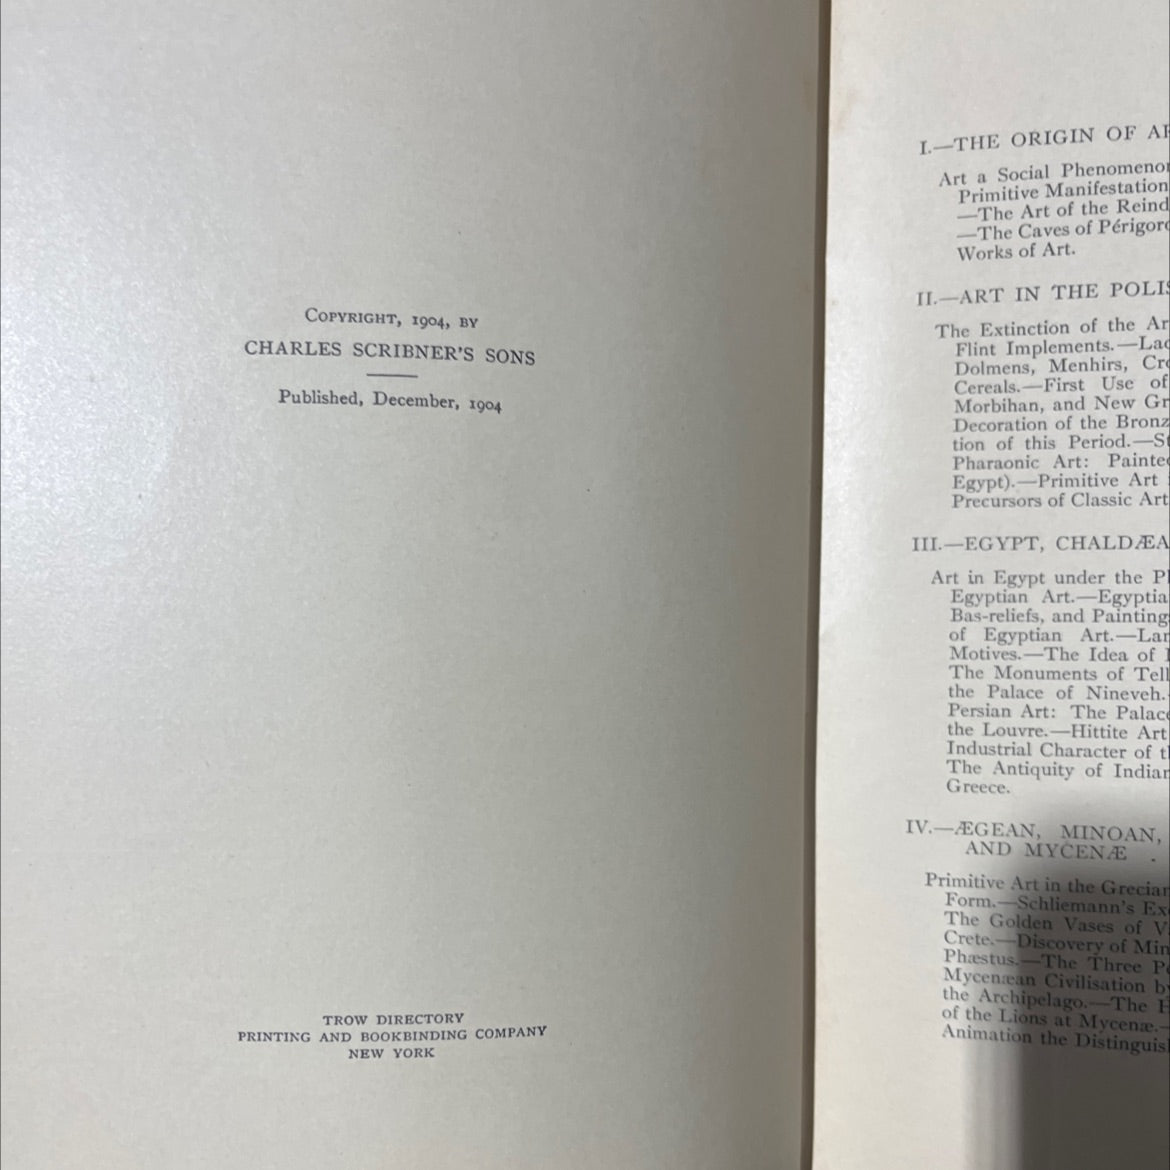 COPYRIGHT, 1904, BY
CHARLES SCRIBNER'S SONS
Published, December, 1904
TROW DIRECTORY
PRINTING AND BOOKBINDING COMPANY
NEW YORK
I.—THE ORIGIN OF
Art a Social
Primitive
—The Art of the
—The Caves of
Works of Art.
II.—ART IN THE
The Extinction of the
Flint Implements.—
Dolmens, Menhirs,
Cereals.—First Use of
Morbihan, and New
Decoration of the
tion of this Period.—
Pharaonic Art:
Egypt).—Primitive Art
Precursors of Classic Art
III.—EGYPT, CHALDÆA
Art in Egypt under the
Egyptian Art.—
Bas-reliefs, and
of Egyptian Art.—
Motives.—The Idea of
The Monuments of
the Palace of Nineveh.
Persian Art: The
the Louvre.—Hittite Art
Industrial Character of
The Antiquity of
Greece.
IV.—ÆGEAN, MINOAN,
AND MYCENÆ .
Primitive Art in the
Form.—Schliemann's
The Golden Vases of
Crete.—Discovery of
Phæstus.—The Three
Mycenæan Civilisation
the Archipelago.—The
of the Lions at Mycenæ.—
Animation the